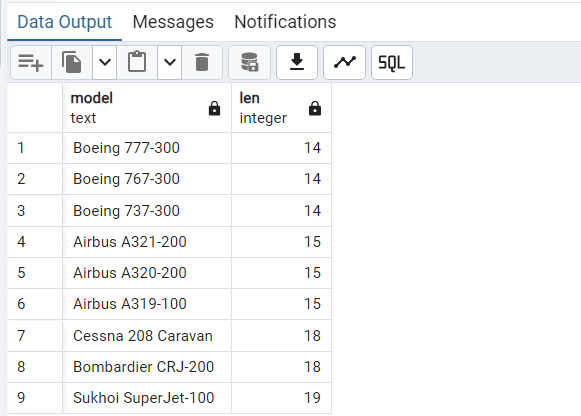 Data Output Messages Notifications
SQL
model len
text integer
1 Boeing 777-300 14
2 Boeing 767-300 14
3 Boeing 737-300 14
4 Airbus A321-200 15
5 Airbus A320-200 15
6 Airbus A319-100 15
7 Cessna 208 Caravan 18
8 Bombardier CRJ-200 18
9 Sukhoi SuperJet-100 19